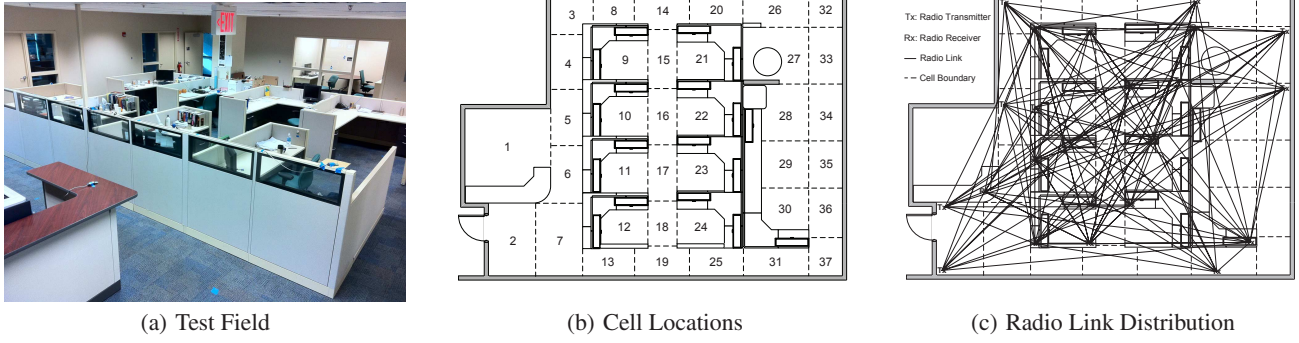 EXIT
(a) Test Field
3 8 14 20 26 32
4 9 15 21 27 33
5 10 16 22 28 34
1
6 11 17 23 29 35
2 7 12 18 24 30 36
13 19 25 31 37
(b) Cell Locations
Tx: Radio Transmitter
Rx: Radio Receiver
Radio Link
Cell Boundary
Tx
Tx
(c) Radio Link Distribution